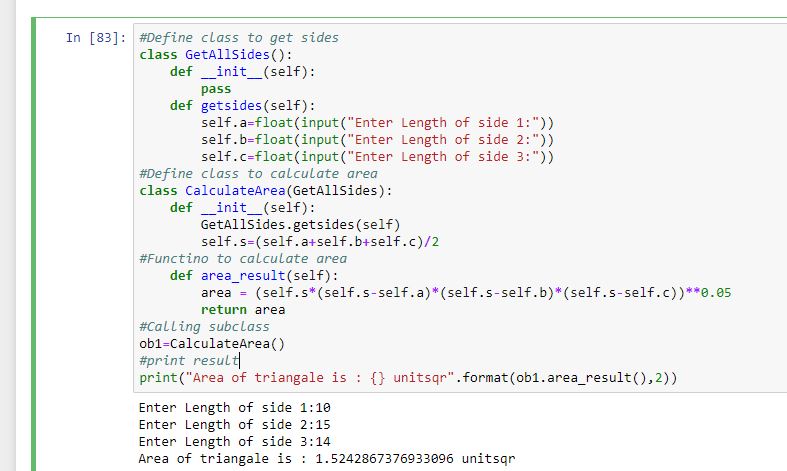 In [83]: #Define class to get sides
class GetAllSides():
    def __init__(self):
        pass
    def getsides(self):
        self.a=float(input("Enter Length of side 1:"))
        self.b=float(input("Enter Length of side 2:"))
        self.c=float(input("Enter Length of side 3:"))
#Define class to calculate area
class CalculateArea(GetAllSides):
    def __init__(self):
        GetAllSides.getsides(self)
        self.s=(self.a+self.b+self.c)/2
#Functino to calculate area
    def area_result(self):
        area = (self.s*(self.s-self.a)*(self.s-self.b)*(self.s-self.c))**0.05
        return area
#Calling subclass
ob1=CalculateArea()
#print result
print("Area of triangale is : {} unitsqr".format(ob1.area_result(),2))
Enter Length of side 1:10
Enter Length of side 2:15
Enter Length of side 3:14
Area of triangale is : 1.5242867376933096 unitsqr